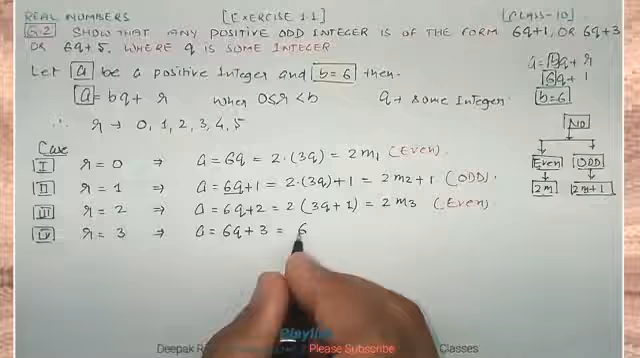 REAL NUMBERS [EXERCISE 1.1] [CLASS-10]
Q.2 SHOW THAT ANY POSITIVE ODD INTEGER IS OF THE FORM 6q+1, OR 6q+3
OR 6q+5. WHERE q IS SOME INTEGER
a = bq + r
6q + 1
b=6
Let a be a positive integer and b=6 then.
a = bq + r when 0≤r<b q → some Integer.
∴ r → 0, 1, 2, 3, 4, 5
NO
Even ODD
2m 2m+1
Case
I r = 0 ⇒ a = 6q = 2·(3q) = 2m1 (Even).
II r = 1 ⇒ a = 6q+1 = 2·(3q)+1 = 2m2+1 (ODD).
III r = 2 ⇒ a = 6q+2 = 2(3q+1) = 2m3 (Even)
IV r = 3 ⇒ a = 6q+3 = 6
Playlist
Deepak Please Subscribe Classes